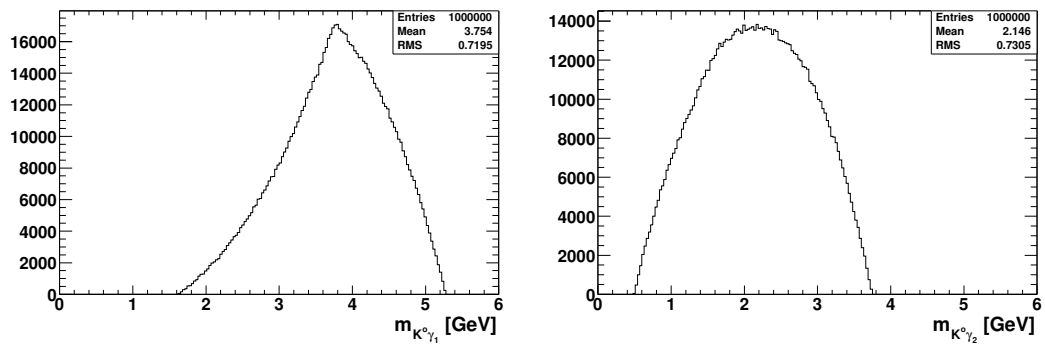 Entries 1000000
Mean 3.754
RMS 0.7195
16000
14000
12000
10000
8000
6000
4000
2000
0
0 1 2 3 4 5 6
m_{K°γ₁} [GeV]
Entries 1000000
Mean 2.146
RMS 0.7305
14000
12000
10000
8000
6000
4000
2000
0
0 1 2 3 4 5 6
m_{K°γ₂} [GeV]